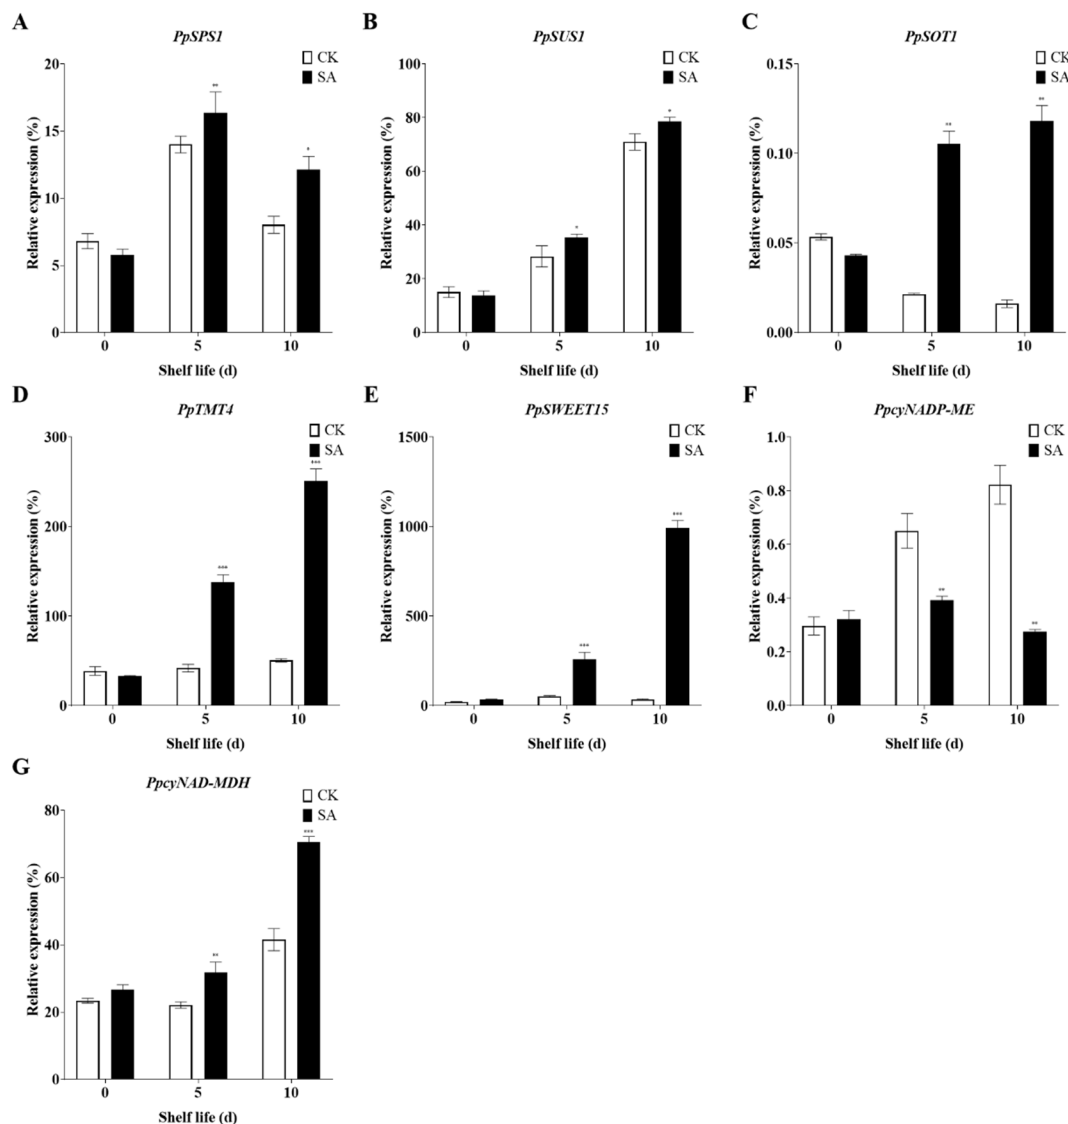 A
PpSPS1
CK
SA
20
15
10
5
0
Relative expression (%)
**
*
0 5 10
Shelf life (d)
B
PpSUS1
CK
SA
100
80
60
40
20
0
Relative expression (%)
*
*
0 5 10
Shelf life (d)
C
PpSOT1
CK
SA
0.15
0.10
0.05
0.00
Relative expression (%)
**
**
0 5 10
Shelf life (d)
D
PpTMT4
CK
SA
300
200
100
0
Relative expression (%)
***
***
0 5 10
Shelf life (d)
E
PpSWEET15
CK
SA
1500
1000
500
0
Relative expression (%)
***
***
0 5 10
Shelf life (d)
F
PpcyNADP-ME
CK
SA
1.0
0.8
0.6
0.4
0.2
0.0
Relative expression (%)
**
**
0 5 10
Shelf life (d)
G
PpcyNAD-MDH
CK
SA
80
60
40
20
0
Relative expression (%)
**
***
0 5 10
Shelf life (d)